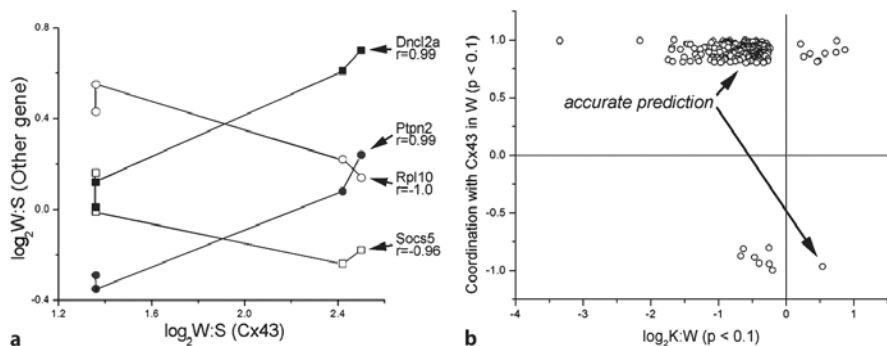 0.8
0.4
0.0
-0.4
1.2
1.6
2.0
2.4
log₂W:S (Other gene)
log₂W:S (Cx43)
Dncl2a
r=0.99
Ptpn2
r=0.99
Rpl10
r=-1.0
Socs5
r=-0.96
a
1.0
0.5
0.0
-0.5
-1.0
-4
-3
-2
-1
0
1
Coordination with Cx43 in W (p < 0.1)
log₂K:W (p < 0.1)
accurate prediction
b